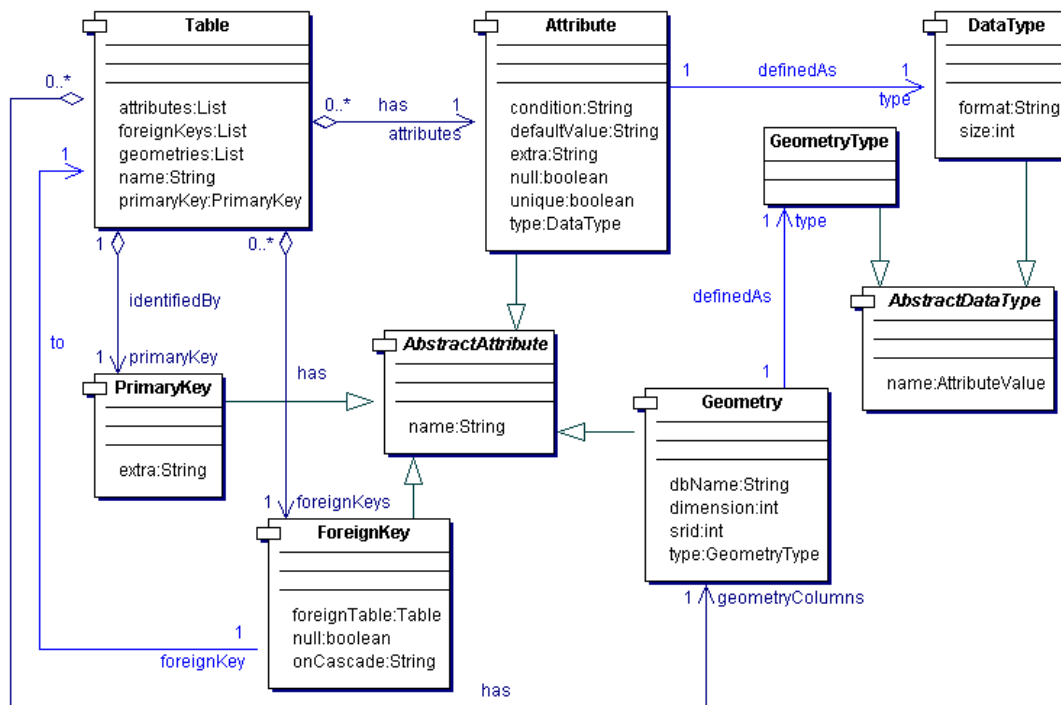 Table
attributes:List
foreignKeys:List
geometries:List
name:String
primaryKey:PrimaryKey
0..*
0..*
has
1
attributes
Attribute
condition:String
defaultValue:String
extra:String
null:boolean
unique:boolean
type:DataType
1
definedAs
1
type
DataType
format:String
size:int
GeometryType
1
type
definedAs
1
AbstractDataType
name:AttributeValue
1
1
0..*
identifiedBy
to
1
primaryKey
has
PrimaryKey
extra:String
AbstractAttribute
name:String
Geometry
dbName:String
dimension:int
srid:int
type:GeometryType
1
foreignKeys
ForeignKey
foreignTable:Table
null:boolean
onCascade:String
1
foreignKey
1
geometryColumns
has